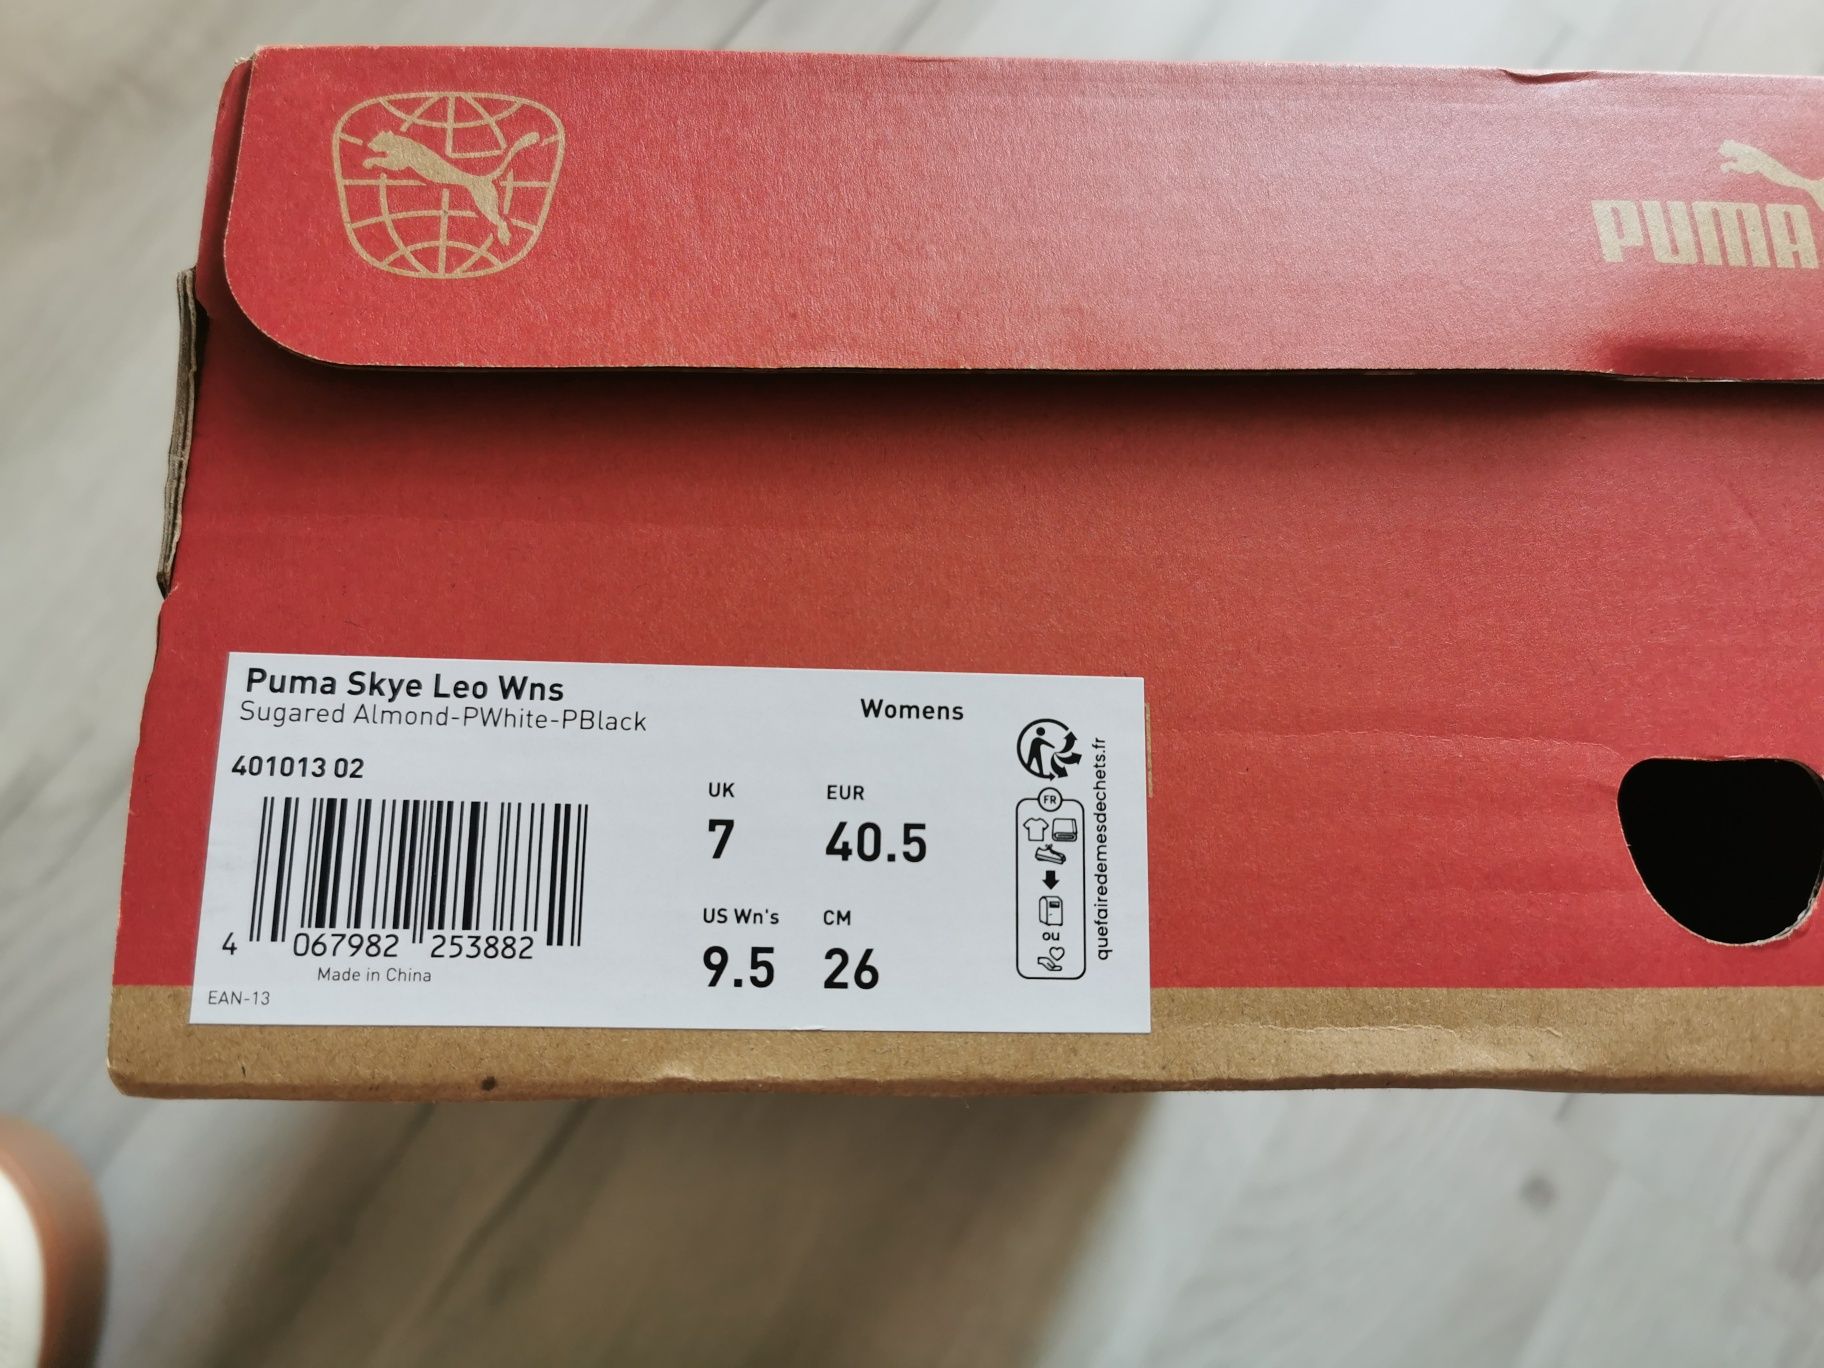 PUMA
Puma Skye Leo Wns
Sugared Almond-PWhite-PBlack
Womens
401013 02
UK
EUR
7
40.5
US Wn's
CM
9.5
26
4 067982 253882
Made in China
EAN-13
FR
ou
quefairedemesdechets.fr